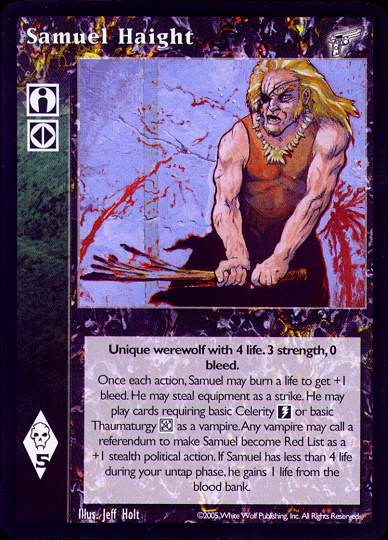 Samuel Haight
Unique werewolf with 4 life. 3 strength, 0
bleed.
Once each action, Samuel may burn a life to get +1
bleed. He may steal equipment as a strike. He may
play cards requiring basic Celerity or basic
Thaumaturgy as a vampire. Any vampire may call a
referendum to make Samuel become Red List as a
+1 stealth political action. If Samuel has less than 4 life
during your untap phase, he gains 1 life from the
blood bank.
5
Illus. Jeff Holt
©2005 White Wolf Publishing, Inc. All Rights Reserved.